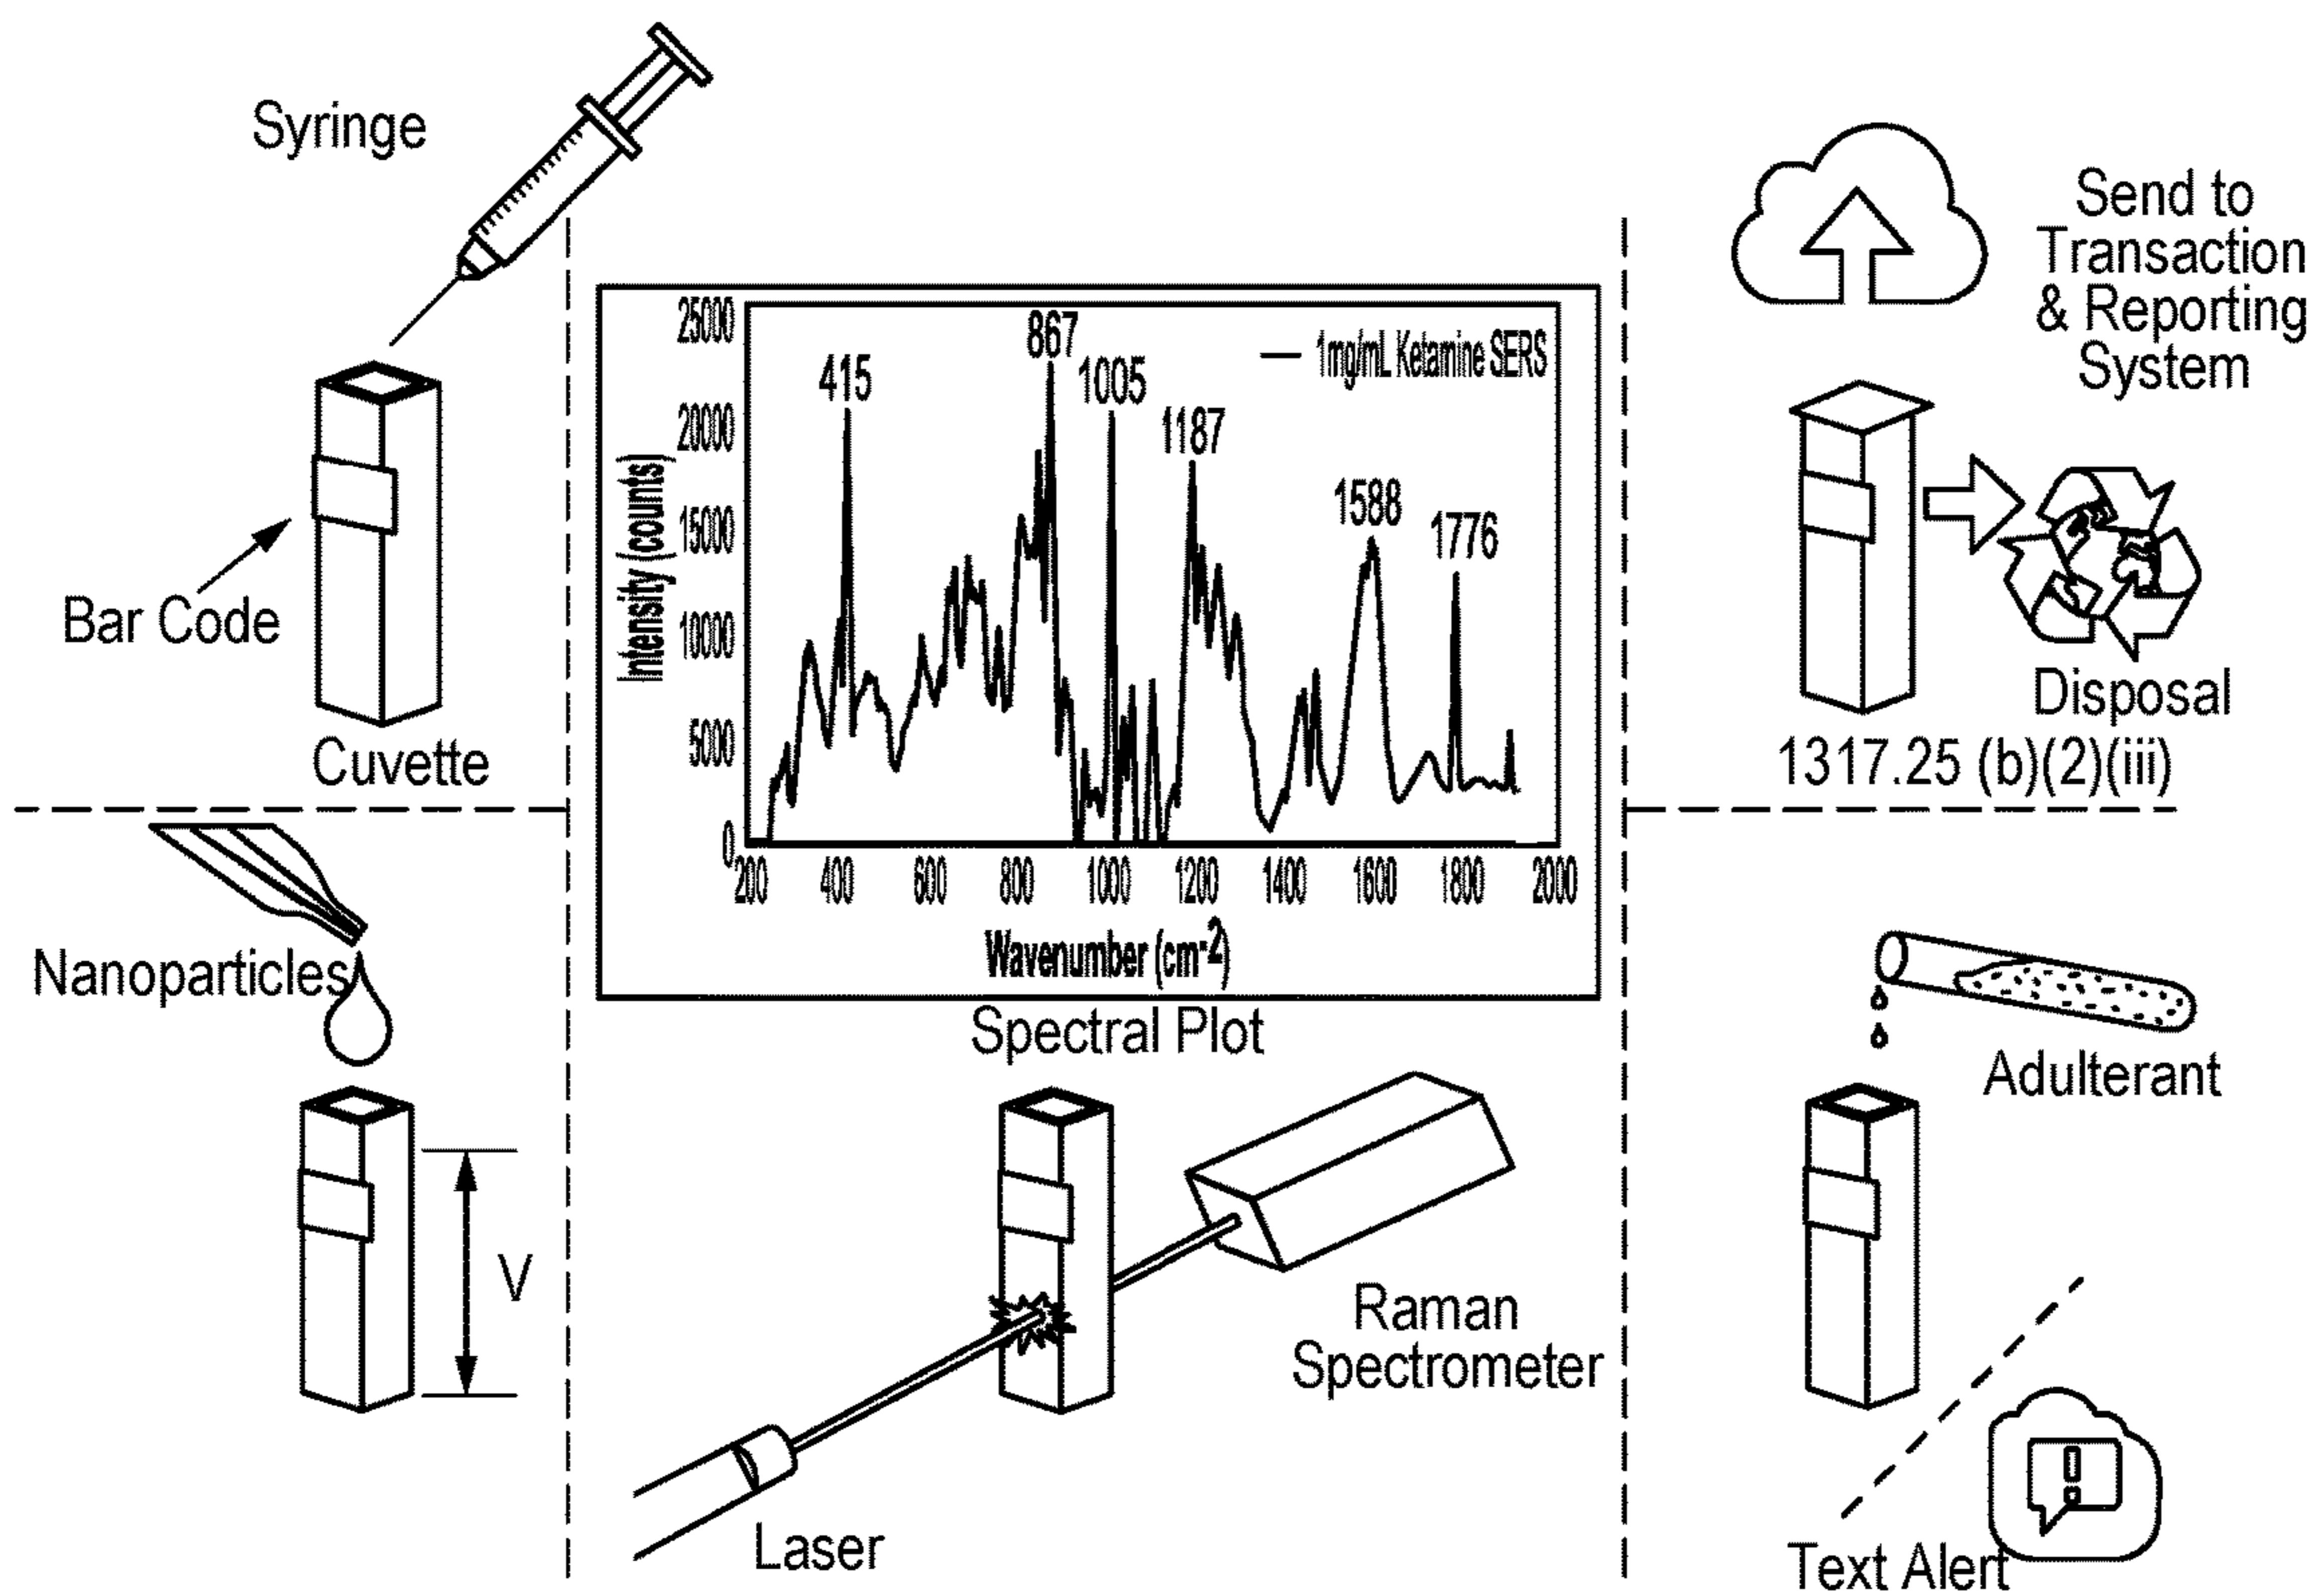 Syringe
Bar Code
Cuvette
Nanoparticles
V
25000
20000
15000
10000
5000
0
Intensity (counts)
415
867
1005
1187
1588
1776
1mg/mL Ketamine SERS
200 400 600 800 1000 1200 1400 1600 1800 2000
Wavenumber (cm-2)
Spectral Plot
Raman
Spectrometer
Laser
Send to
Transaction
& Reporting
System
Disposal
1317.25 (b)(2)(iii)
Adulterant
Text Alert
!